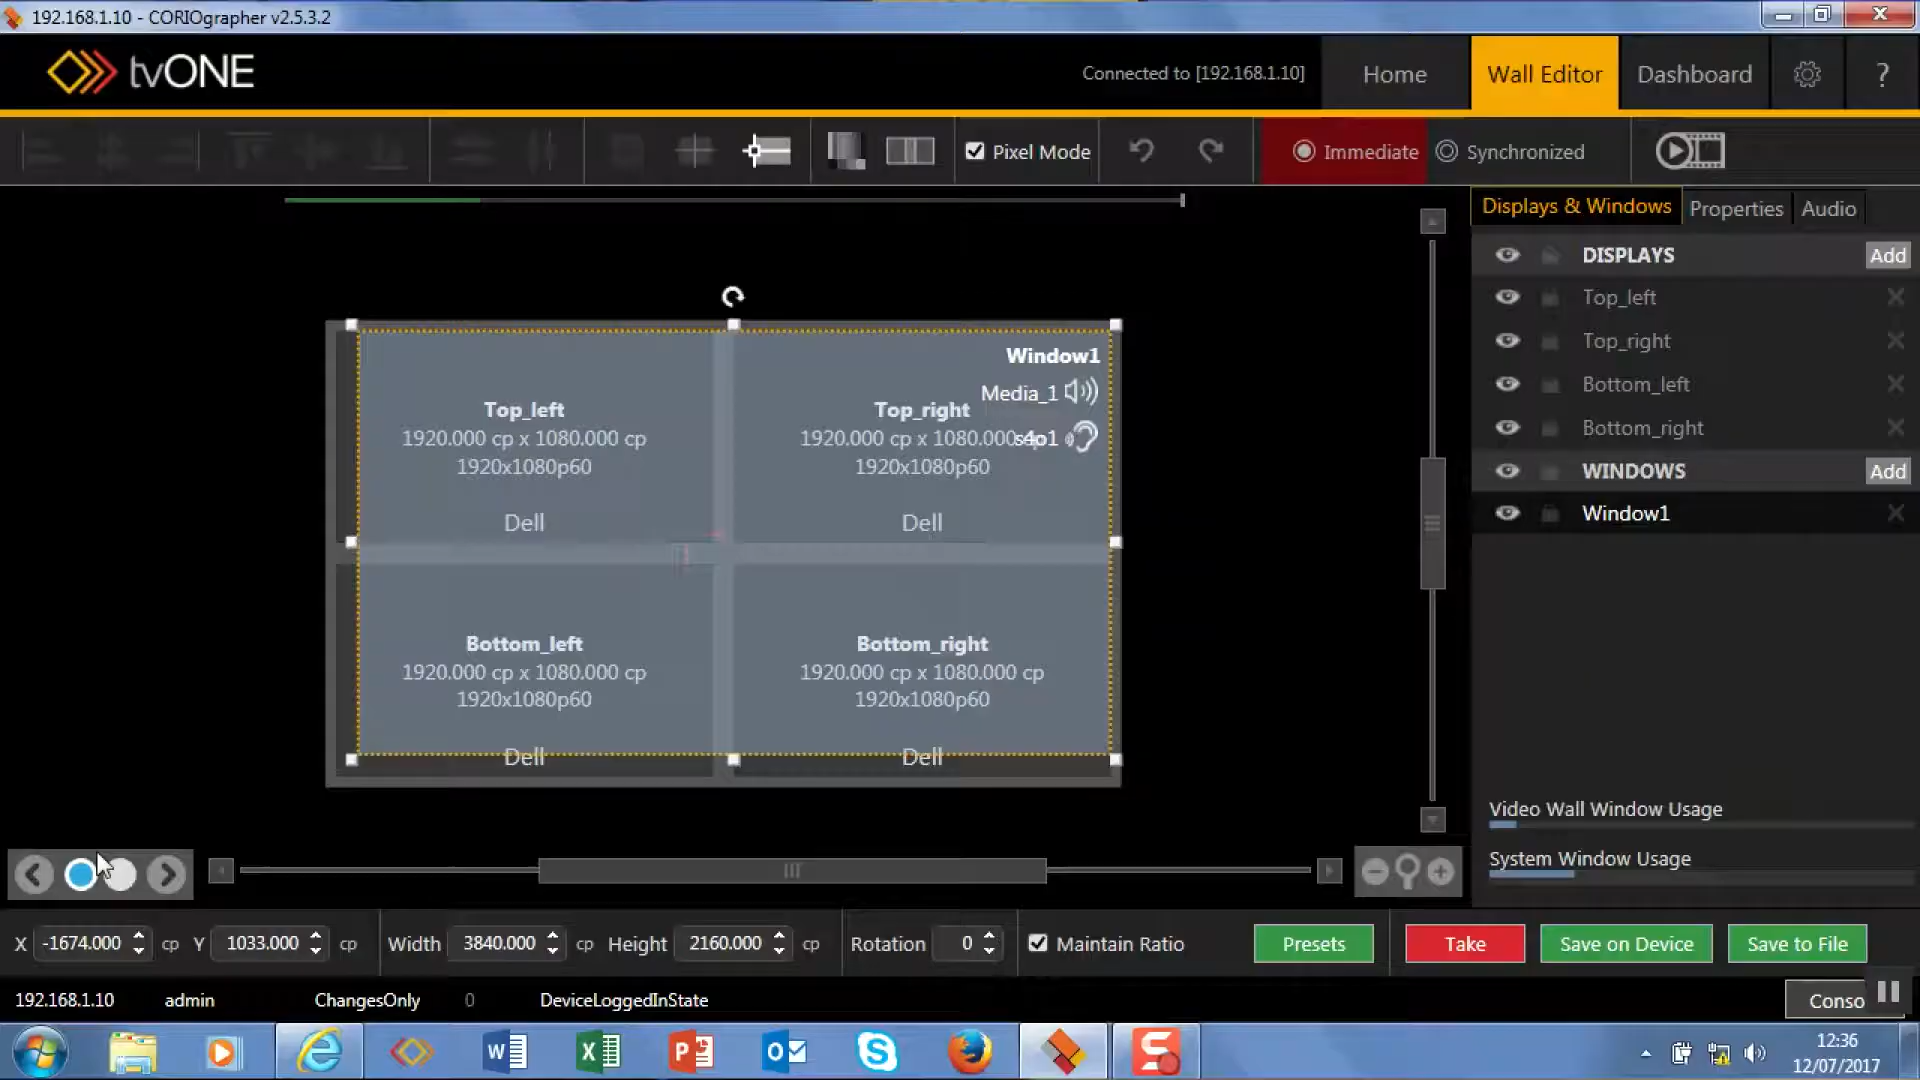 192.168.1.10 - CORIOgrapher v2.5.3.2
tvONE
Connected to [192.168.1.10]
Home
Wall Editor
Dashboard
?
Pixel Mode
Immediate
Synchronized
Displays & Windows
Properties
Audio
DISPLAYS
Add
Top_left
Top_right
Bottom_left
Bottom_right
WINDOWS
Add
Window1
Window1
Media_1
Top_left
1920.000 cp x 1080.000 cp
1920x1080p60
Dell
Top_right
1920.000 cp x 1080.000 cp
s4o1
1920x1080p60
Dell
Bottom_left
1920.000 cp x 1080.000 cp
1920x1080p60
Dell
Bottom_right
1920.000 cp x 1080.000 cp
1920x1080p60
Dell
Video Wall Window Usage
System Window Usage
X -1674.000 cp Y 1033.000 cp Width 3840.000 cp Height 2160.000 cp Rotation 0 Maintain Ratio
Presets
Take
Save on Device
Save to File
192.168.1.10 admin ChangesOnly 0 DeviceLoggedInState
Conso
12:36
12/07/2017